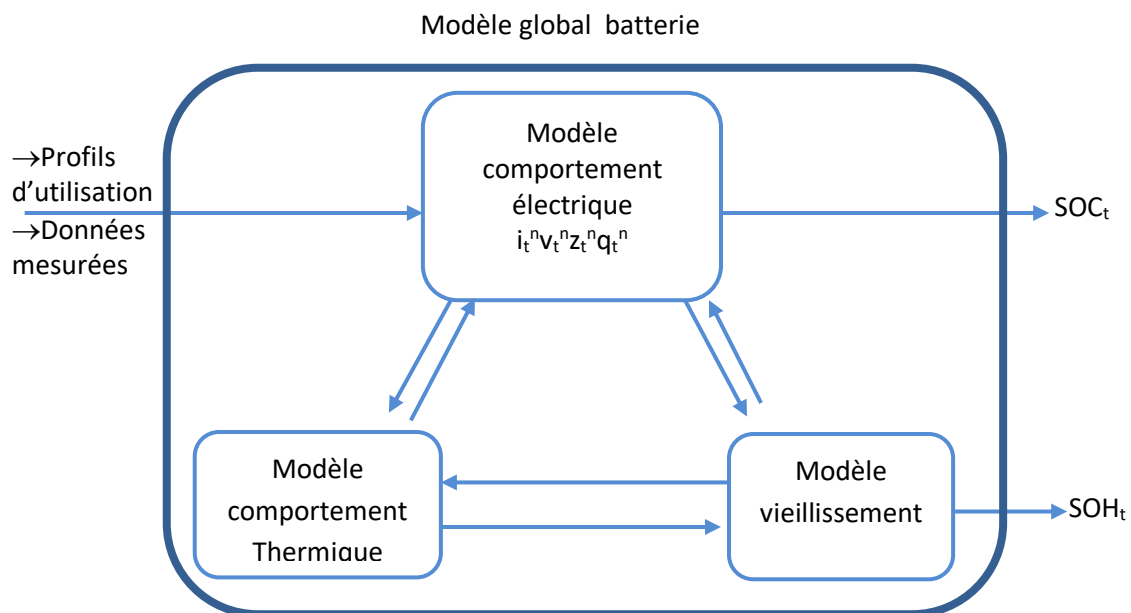 Modèle global batterie
→Profils
d'utilisation
→Données
mesurées
Modèle
comportement
électrique
iₜⁿvₜⁿzₜⁿqₜⁿ
SOCₜ
Modèle
comportement
Thermique
Modèle
vieillissement
SOHₜ